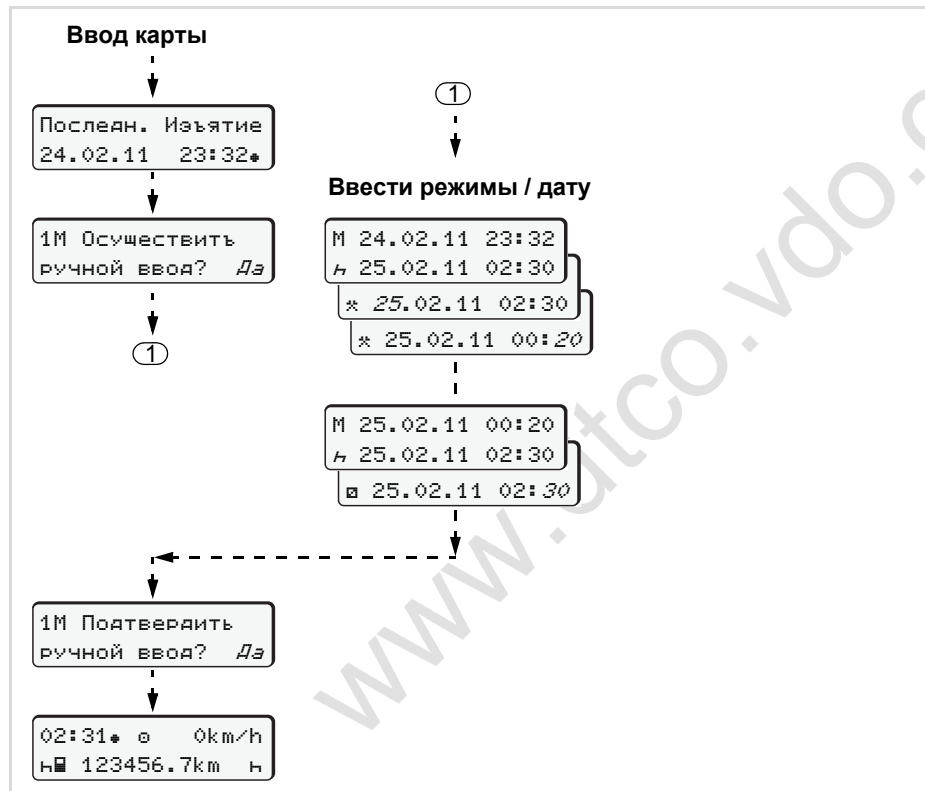 Ввод карты
Последн. Изъятие
24.02.11 23:32
1М Осуществить
ручной ввод? Да
1
1
Ввести режимы / дату
М 24.02.11 23:32
25.02.11 02:30
25.02.11 02:30
25.02.11 00:20
М 25.02.11 00:20
25.02.11 02:30
25.02.11 02:30
1М Подтвердить
ручной ввод? Да
02:31 0km/h
123456.7km
www.dtco.vdo.